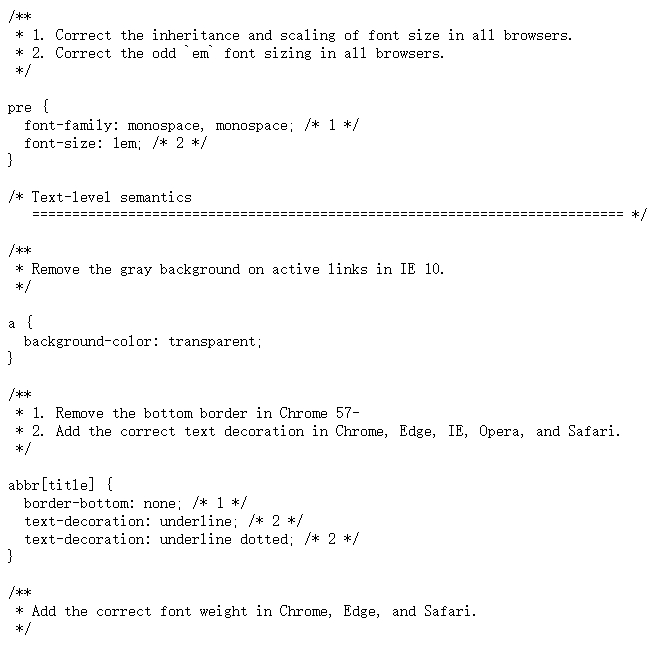 /**
 * 1. Correct the inheritance and scaling of font size in all browsers.
 * 2. Correct the odd `em` font sizing in all browsers.
 */

pre {
  font-family: monospace, monospace; /* 1 */
  font-size: 1em; /* 2 */
}

/* Text-level semantics
   ========================================================================== */

/**
 * Remove the gray background on active links in IE 10.
 */

a {
  background-color: transparent;
}

/**
 * 1. Remove the bottom border in Chrome 57-
 * 2. Add the correct text decoration in Chrome, Edge, IE, Opera, and Safari.
 */

abbr[title] {
  border-bottom: none; /* 1 */
  text-decoration: underline; /* 2 */
  text-decoration: underline dotted; /* 2 */
}

/**
 * Add the correct font weight in Chrome, Edge, and Safari.
 */